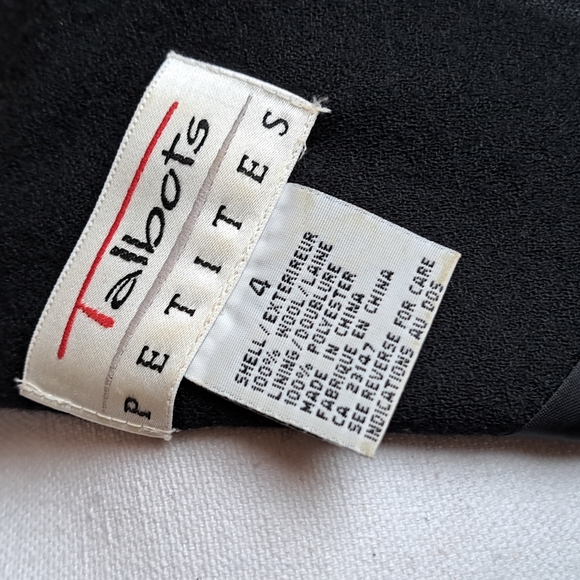 Talbots
PETITES
4
SHELL/EXTERIEUR
100% WOOL/LAINE
LINING/DOUBLURE
100% POLYESTER
MADE IN CHINA
FABRIQUE EN CHINA
CA 23147
SEE REVERSE FOR CARE
INDICATIONS AU DOS